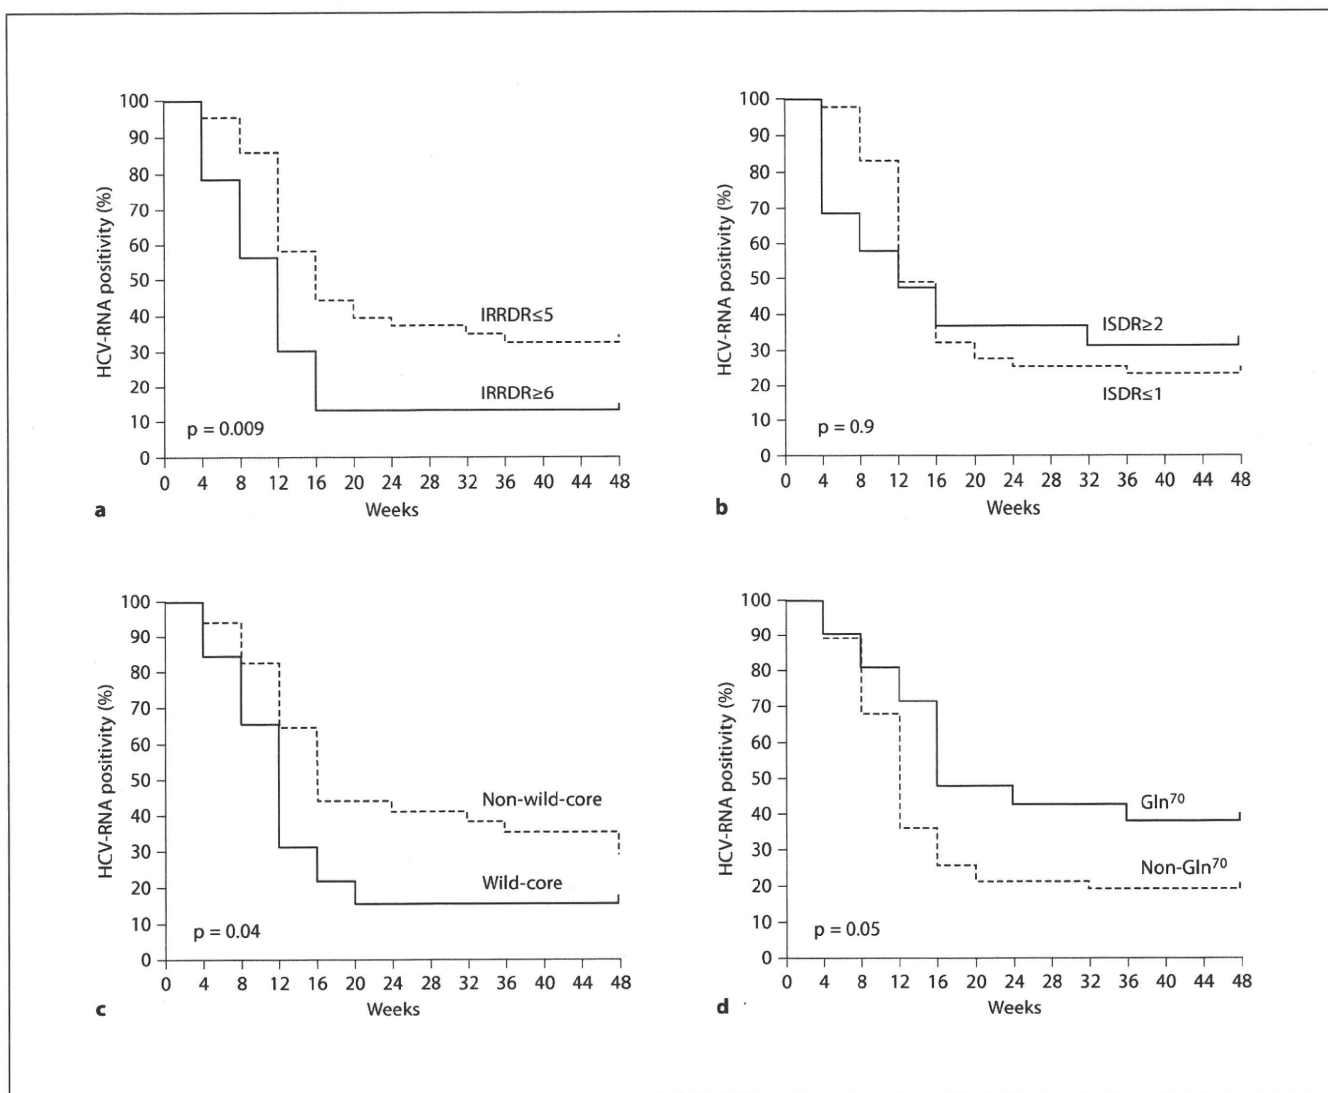 100
90
80
70
60
50
40
30
20
10
0
HCV-RNA positivity (%)
IRRDR≤5
IRRDR≥6
p = 0.009
0 4 8 12 16 20 24 28 32 36 40 44 48
Weeks
a
100
90
80
70
60
50
40
30
20
10
0
HCV-RNA positivity (%)
ISDR≥2
ISDR≤1
p = 0.9
0 4 8 12 16 20 24 28 32 36 40 44 48
Weeks
b
100
90
80
70
60
50
40
30
20
10
0
HCV-RNA positivity (%)
Non-wild-core
Wild-core
p = 0.04
0 4 8 12 16 20 24 28 32 36 40 44 48
Weeks
c
100
90
80
70
60
50
40
30
20
10
0
HCV-RNA positivity (%)
Gln⁷⁰
Non-Gln⁷⁰
p = 0.05
0 4 8 12 16 20 24 28 32 36 40 44 48
Weeks
d